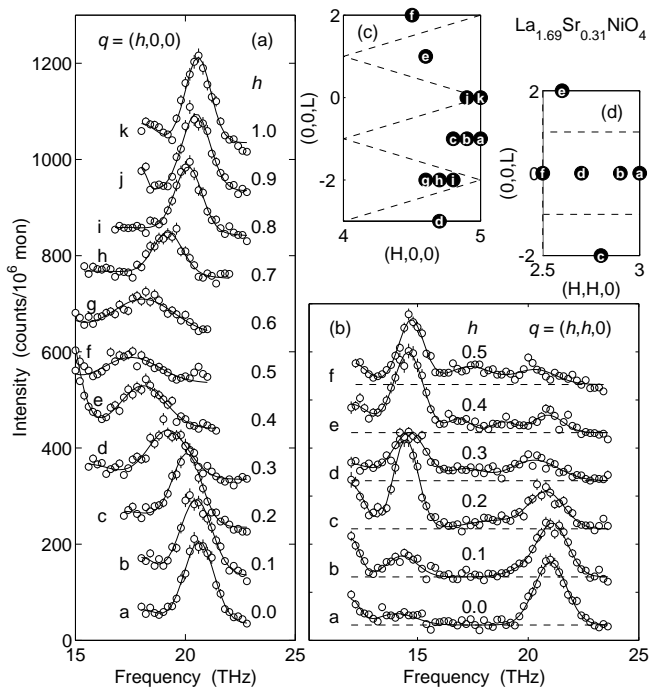 La1.69Sr0.31NiO4
q = (h,0,0)
(a)
h
1200
1000
800
600
400
200
0
Intensity (counts/10^6 mon)
k
1.0
j
0.9
i
0.8
h
0.7
g
0.6
f
0.5
e
0.4
d
0.3
c
0.2
b
0.1
a
0.0
15
20
25
Frequency (THz)
(c)
2
0
-2
(0,0,L)
f
e
j
k
c
b
a
g
h
i
d
4
5
(H,0,0)
(d)
2
0
-2
(0,0,L)
e
f
d
b
a
c
2.5
3
(H,H,0)
(b)
h
q = (h,h,0)
0.5
f
0.4
e
0.3
d
0.2
c
0.1
b
0.0
a
10
15
20
25
Frequency (THz)